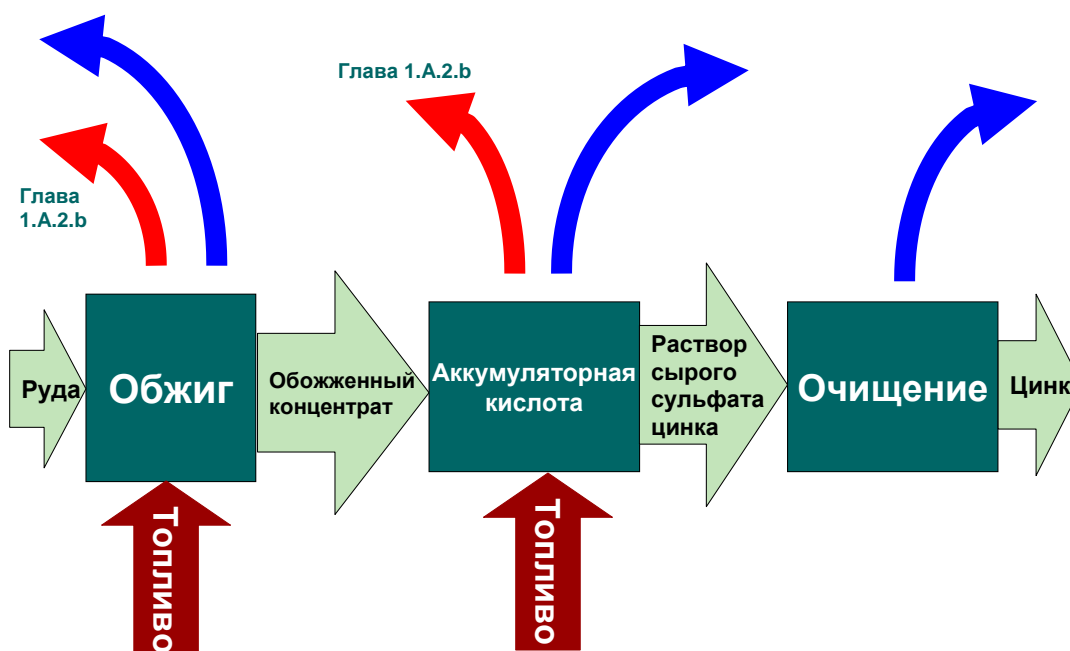 Глава 1.A.2.b
Глава
1.A.2.b
Руда
Обжиг
Обожженный
концентрат
Аккумуляторная
кислота
Раствор
сырого
сульфата
цинка
Очищение
Цинк
Топливо
Топливо